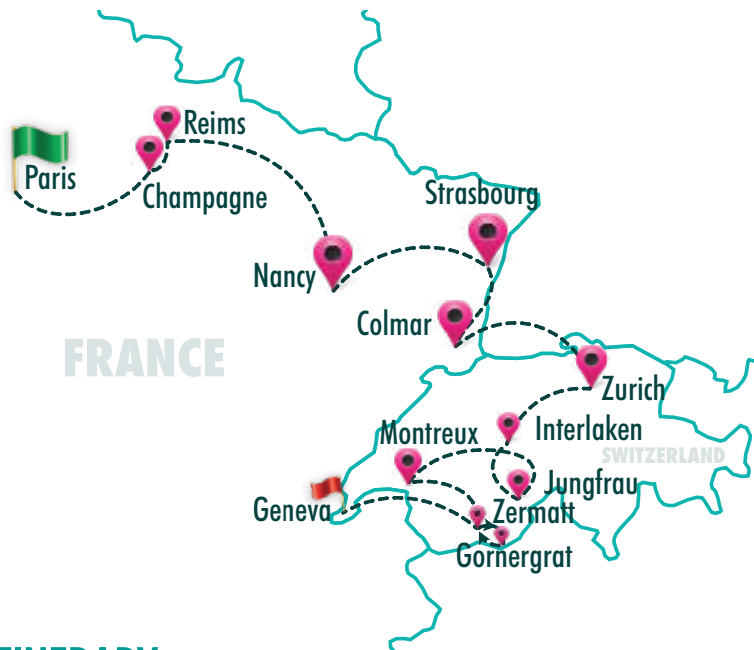 Reims
Paris
Champagne
Strasbourg
Nancy
Colmar
FRANCE
Zurich
Interlaken
Montreux
SWITZERLAND
Jungfrau
Geneva
Zermatt
Gornergrat